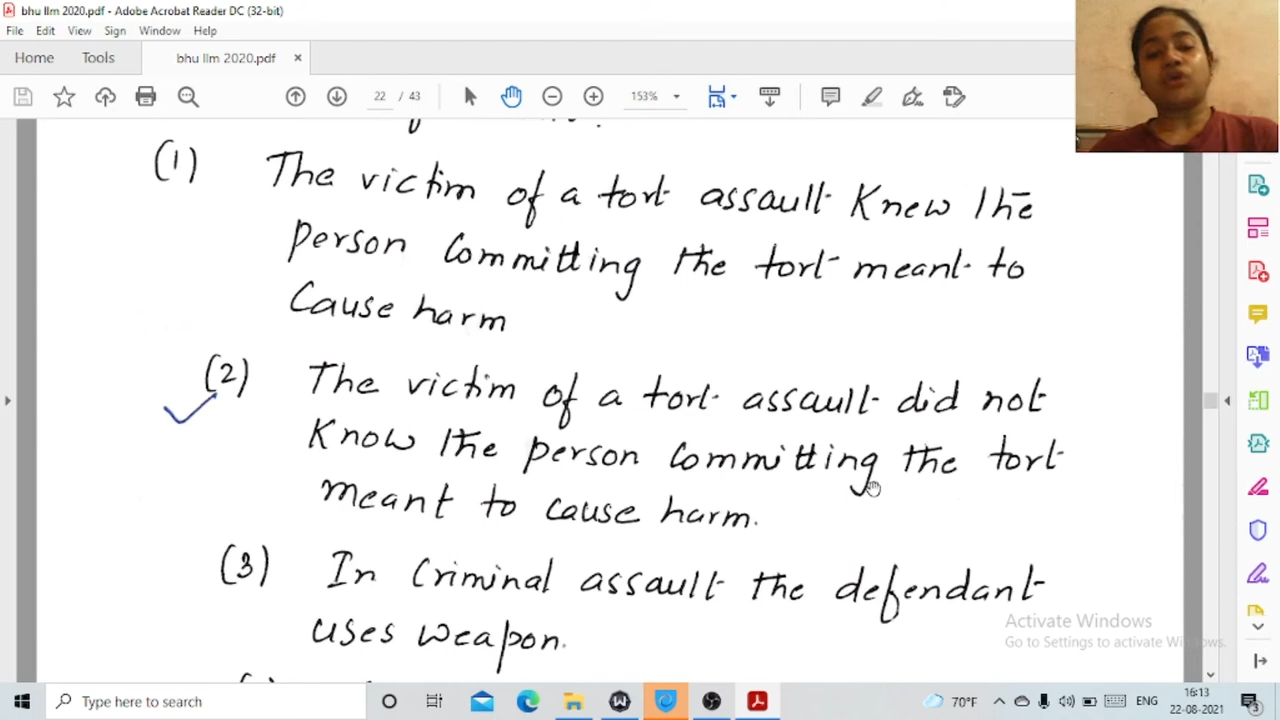 bhu llm 2020.pdf - Adobe Acrobat Reader DC (32-bit)
File Edit View Sign Window Help
Home Tools bhu llm 2020.pdf ×
22 / 43 153%
(1) The victim of a tort assault Knew the
person Committing the tort meant to
Cause harm
(2) The victim of a tort assault did not
Know the person committing the tort
meant to cause harm.
(3) In Criminal assault the defendant
uses weapon.
Activate Windows
Go to Settings to activate Windows.
Type here to search
70°F ENG 16:13
22-08-2021
3